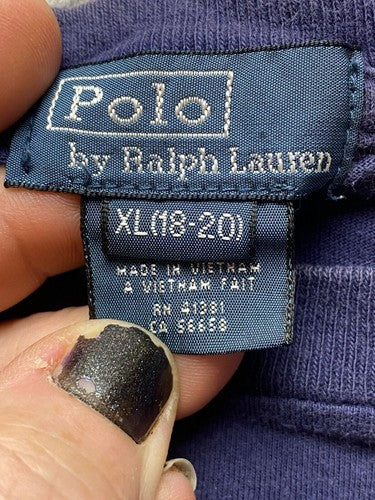 Polo
by Ralph Lauren
XL(18-20)
MADE IN VIETNAM
A VIETNAM FAIT
RN 41381
CA 56658